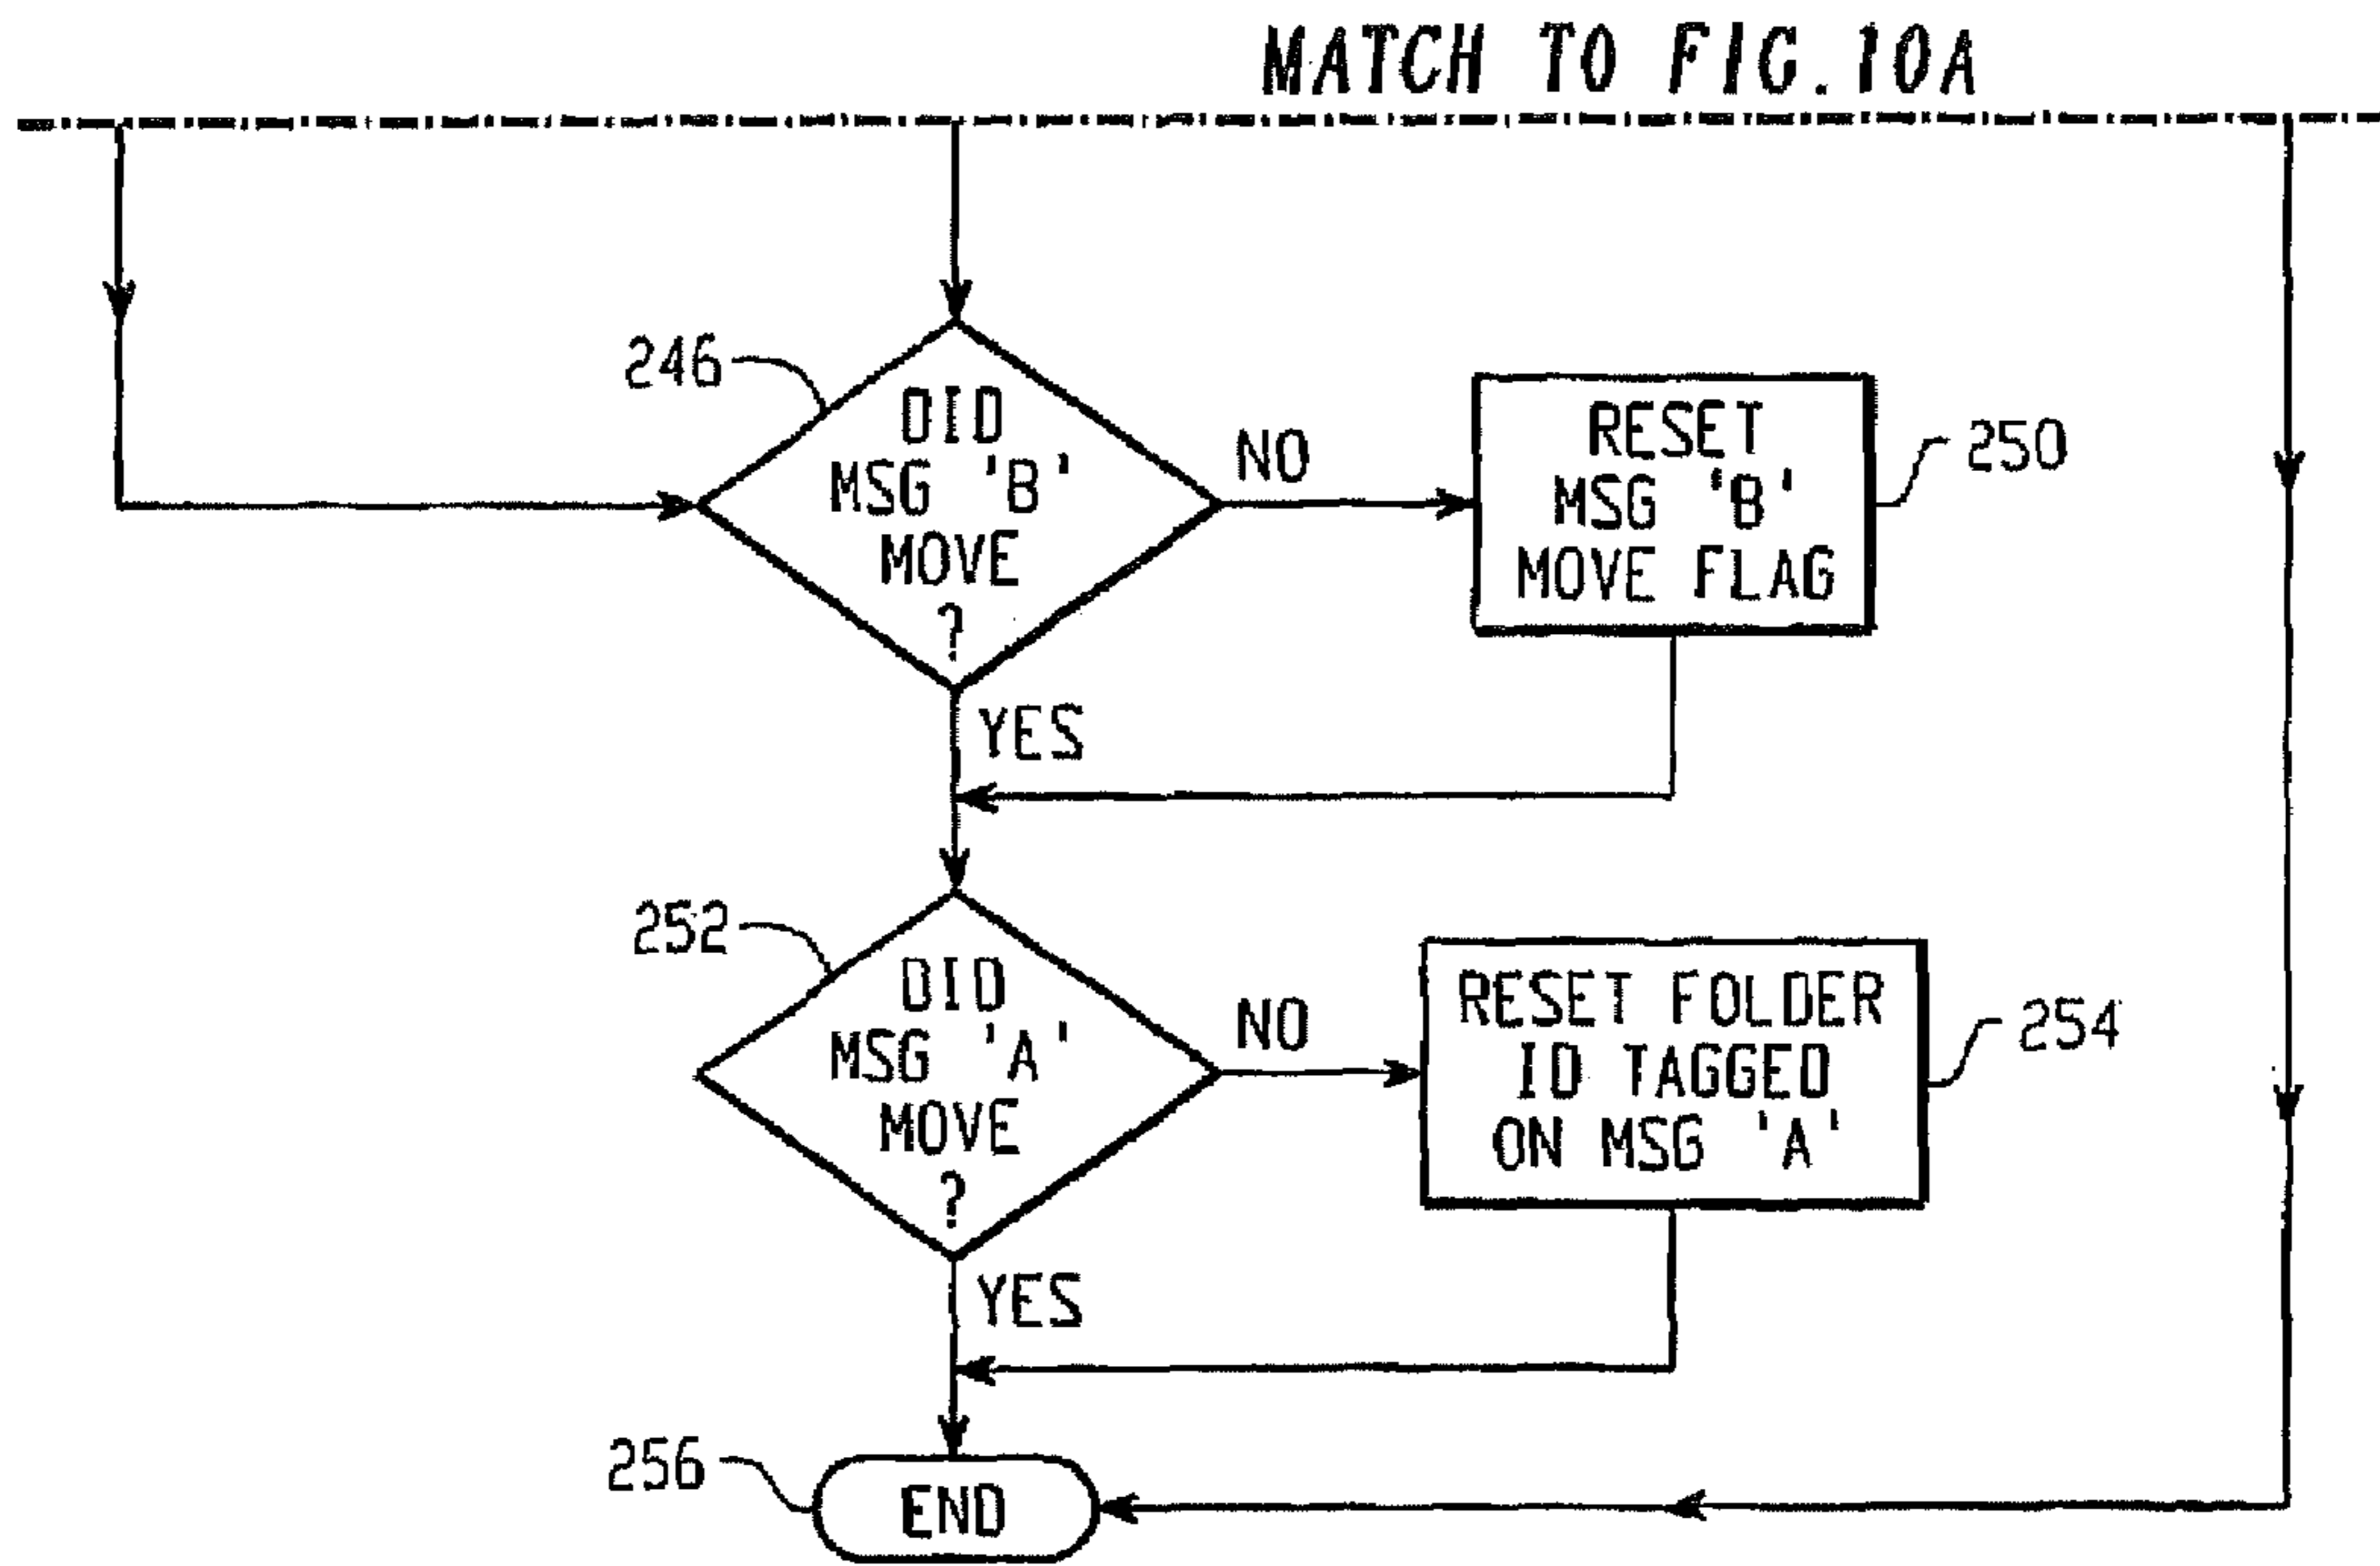 MATCH TO FIG. 10A
246
DID
MSG 'B'
MOVE
?
NO
RESET
MSG 'B'
MOVE FLAG
250
YES
252
DID
MSG 'A'
MOVE
?
NO
RESET FOLDER
ID TAGGED
ON MSG 'A'
254
YES
256
END